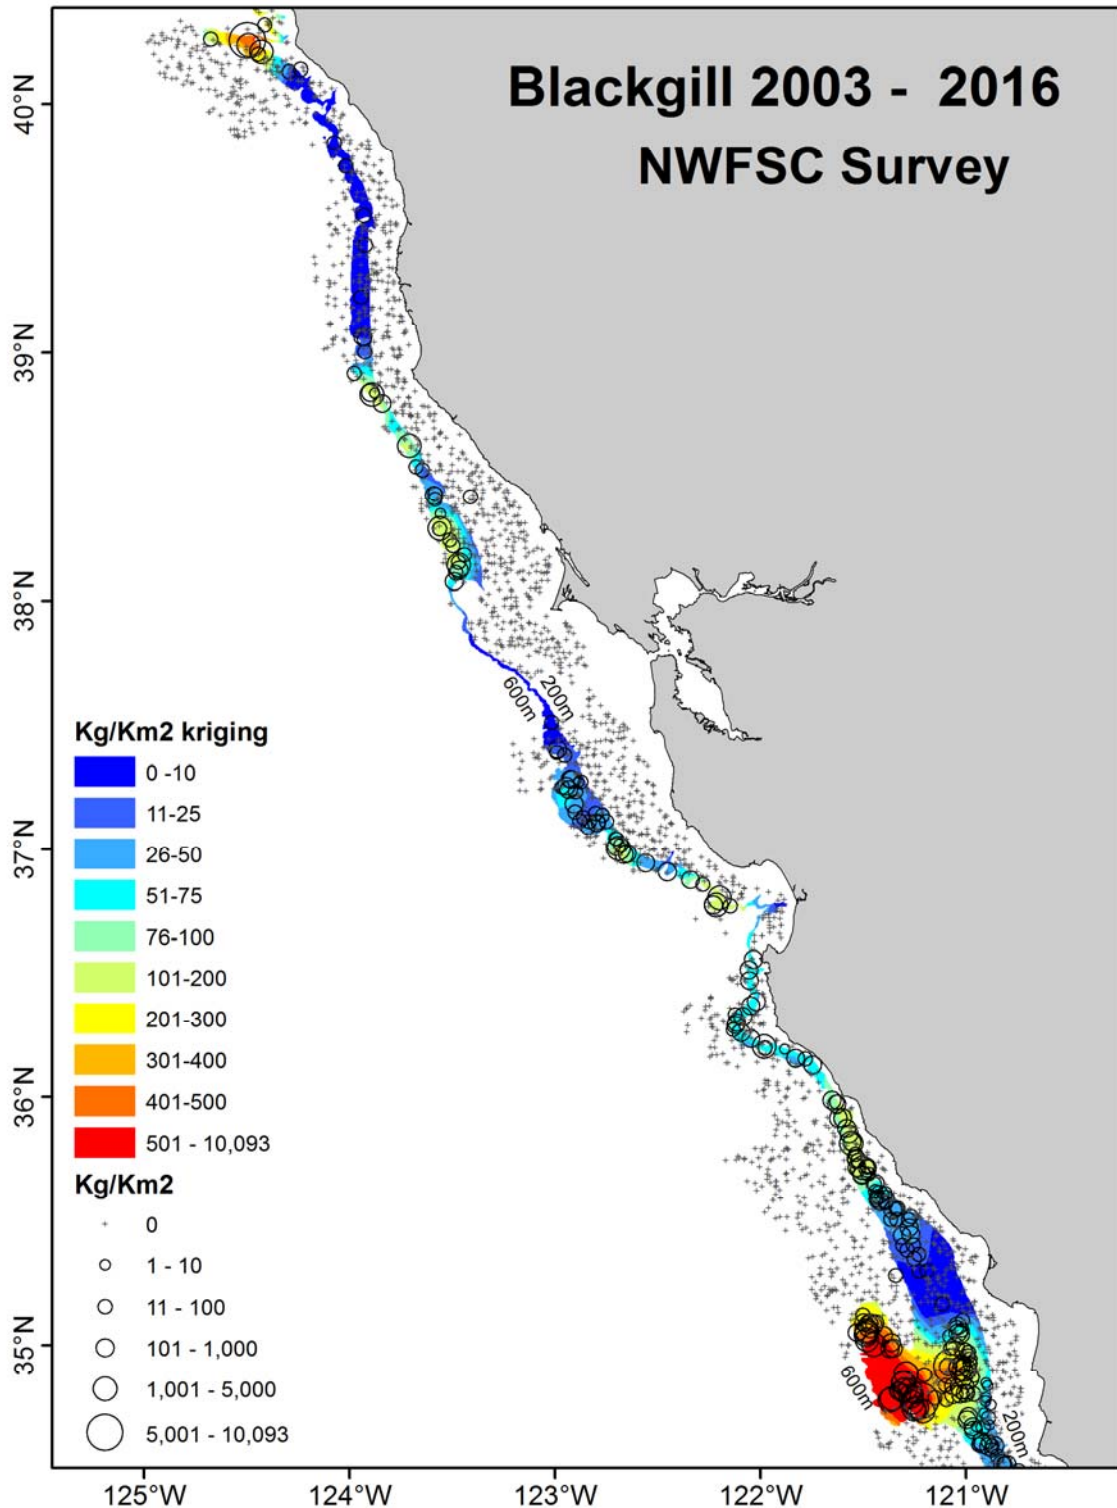 Blackgill 2003 - 2016
NWFSC Survey
40°N
39°N
38°N
37°N
36°N
35°N
600m
200m
Kg/Km2 kriging
0 -10
11-25
26-50
51-75
76-100
101-200
201-300
301-400
401-500
501 - 10,093
Kg/Km2
0
1 - 10
11 - 100
101 - 1,000
1,001 - 5,000
5,001 - 10,093
600m
200m
125°W
124°W
123°W
122°W
121°W